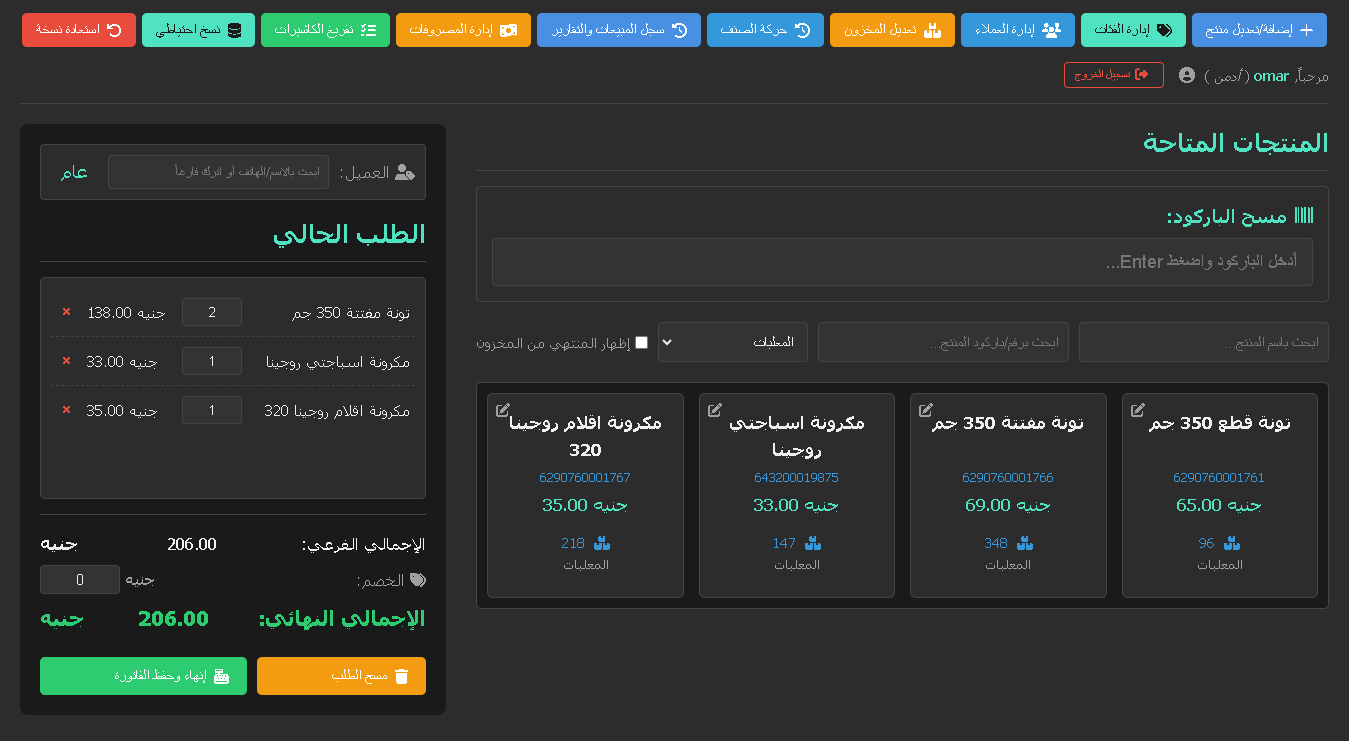 إضافة/تعديل منتج
إدارة الفئات
إدارة العملاء
تعديل المخزون
حركة الصنف
سجل المبيعات والتقارير
إدارة المصروفات
تفريغ الكاشيرات
نسخ احتياطي
استعادة نسخة
مرحباً, omar (أدمن)
تسجيل الخروج
المنتجات المتاحة
مسح الباركود:
أدخل الباركود واضغط Enter...
ابحث باسم المنتج...
ابحث برقم/باركود المنتج...
المعلبات
إظهار المنتهي من المخزون
تونة قطع 350 جم
6290760001761
65.00 جنيه
96
المعلبات
تونة مفتتة 350 جم
6290760001766
69.00 جنيه
348
المعلبات
مكرونة اسباجتي
روجينا
643200019875
33.00 جنيه
147
المعلبات
مكرونة اقلام روجينا
320
6290760001767
35.00 جنيه
218
المعلبات
العميل:
ابحث بالاسم/الهاتف أو اترك فارغاً
عام
الطلب الحالي
تونة مفتتة 350 جم 2 138.00 جنيه
مكرونة اسباجتي روجينا 1 33.00 جنيه
مكرونة اقلام روجينا 320 1 35.00 جنيه
الإجمالي الفرعي: 206.00 جنيه
الخصم: جنيه 0
الإجمالي النهائي: 206.00 جنيه
مسح الطلب
إنهاء وحفظ الفاتورة